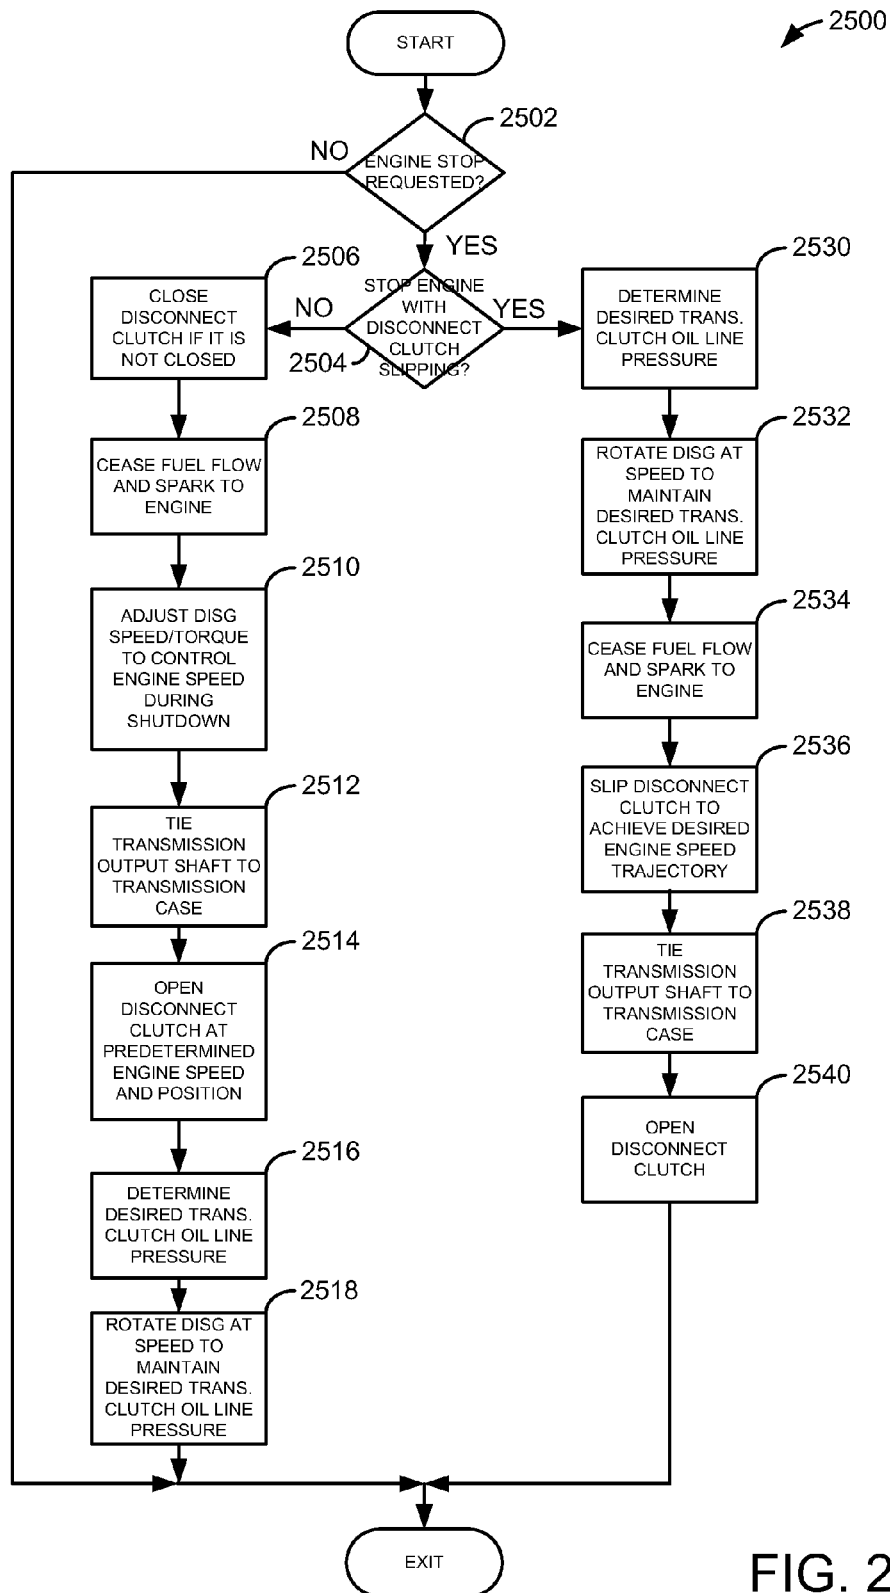 START
2500
2502
NO
ENGINE STOP
REQUESTED?
YES
2506
CLOSE
DISCONNECT
CLUTCH IF IT IS
NOT CLOSED
NO
STOP ENGINE
WITH
DISCONNECT
CLUTCH
SLIPPING?
2504
YES
2530
DETERMINE
DESIRED TRANS.
CLUTCH OIL LINE
PRESSURE
2508
CEASE FUEL FLOW
AND SPARK TO
ENGINE
2532
ROTATE DISG AT
SPEED TO
MAINTAIN
DESIRED TRANS.
CLUTCH OIL LINE
PRESSURE
2510
ADJUST DISG
SPEED/TORQUE
TO CONTROL
ENGINE SPEED
DURING
SHUTDOWN
2534
CEASE FUEL FLOW
AND SPARK TO
ENGINE
2512
TIE
TRANSMISSION
OUTPUT SHAFT TO
TRANSMISSION
CASE
2536
SLIP DISCONNECT
CLUTCH TO
ACHIEVE DESIRED
ENGINE SPEED
TRAJECTORY
2514
OPEN
DISCONNECT
CLUTCH AT
PREDETERMINED
ENGINE SPEED
AND POSITION
2538
TIE
TRANSMISSION
OUTPUT SHAFT TO
TRANSMISSION
CASE
2516
DETERMINE
DESIRED TRANS.
CLUTCH OIL LINE
PRESSURE
2540
OPEN
DISCONNECT
CLUTCH
2518
ROTATE DISG AT
SPEED TO
MAINTAIN
DESIRED TRANS.
CLUTCH OIL LINE
PRESSURE
EXIT
FIG. 2